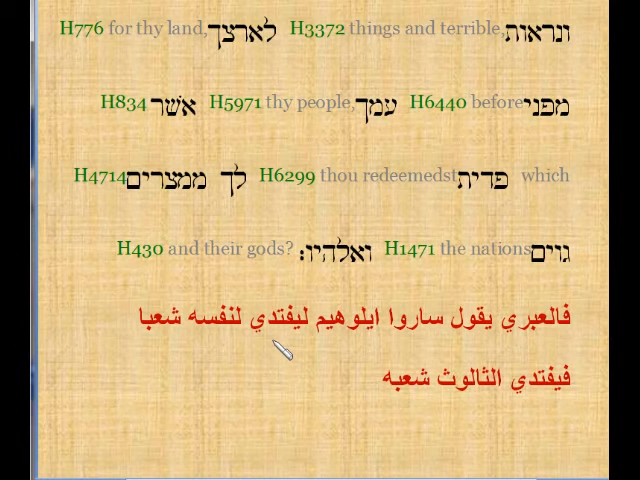 ונראות H3372 things and terrible, לארצך H776 for thy land,
מפני H6440 before עמך H5971 thy people, אשׁר H834
which פדית H6299 thou redeemedst לך ממצרים H4714
גוים H1471 the nations ואלהיו׃ H430 and their gods?
فالعبري يقول ساروا ايلوهيم ليفتدي لنفسه شعبا
فيفتدي الثالوث شعبه